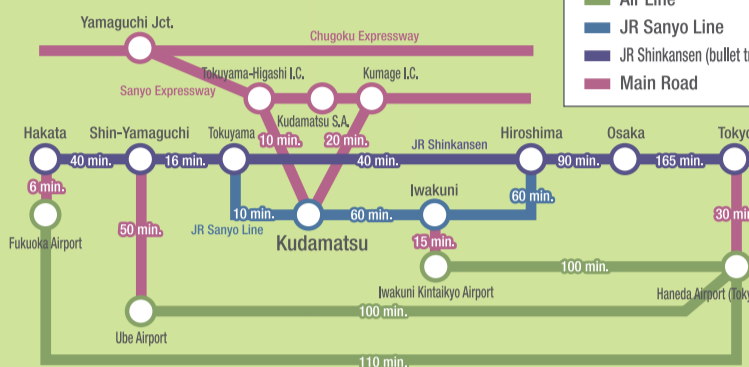 Air Line
JR Sanyo Line
JR Shinkansen (bullet
Main Road
Yamaguchi Jct.
Chugoku Expressway
Sanyo Expressway
Tokuyama-Higashi I.C.
Kumage I.C.
Kudamatsu S.A.
10 min.
20 min.
Hakata
Shin-Yamaguchi
Tokuyama
JR Shinkansen
Hiroshima
Osaka
Tokyo
40 min.
16 min.
40 min.
90 min.
165 min.
6 min.
50 min.
10 min.
JR Sanyo Line
Kudamatsu
60 min.
Iwakuni
60 min.
30 min.
15 min.
Fukuoka Airport
Iwakuni Kintaikyo Airport
100 min.
Haneda Airport
Ube Airport
100 min.
110 min.